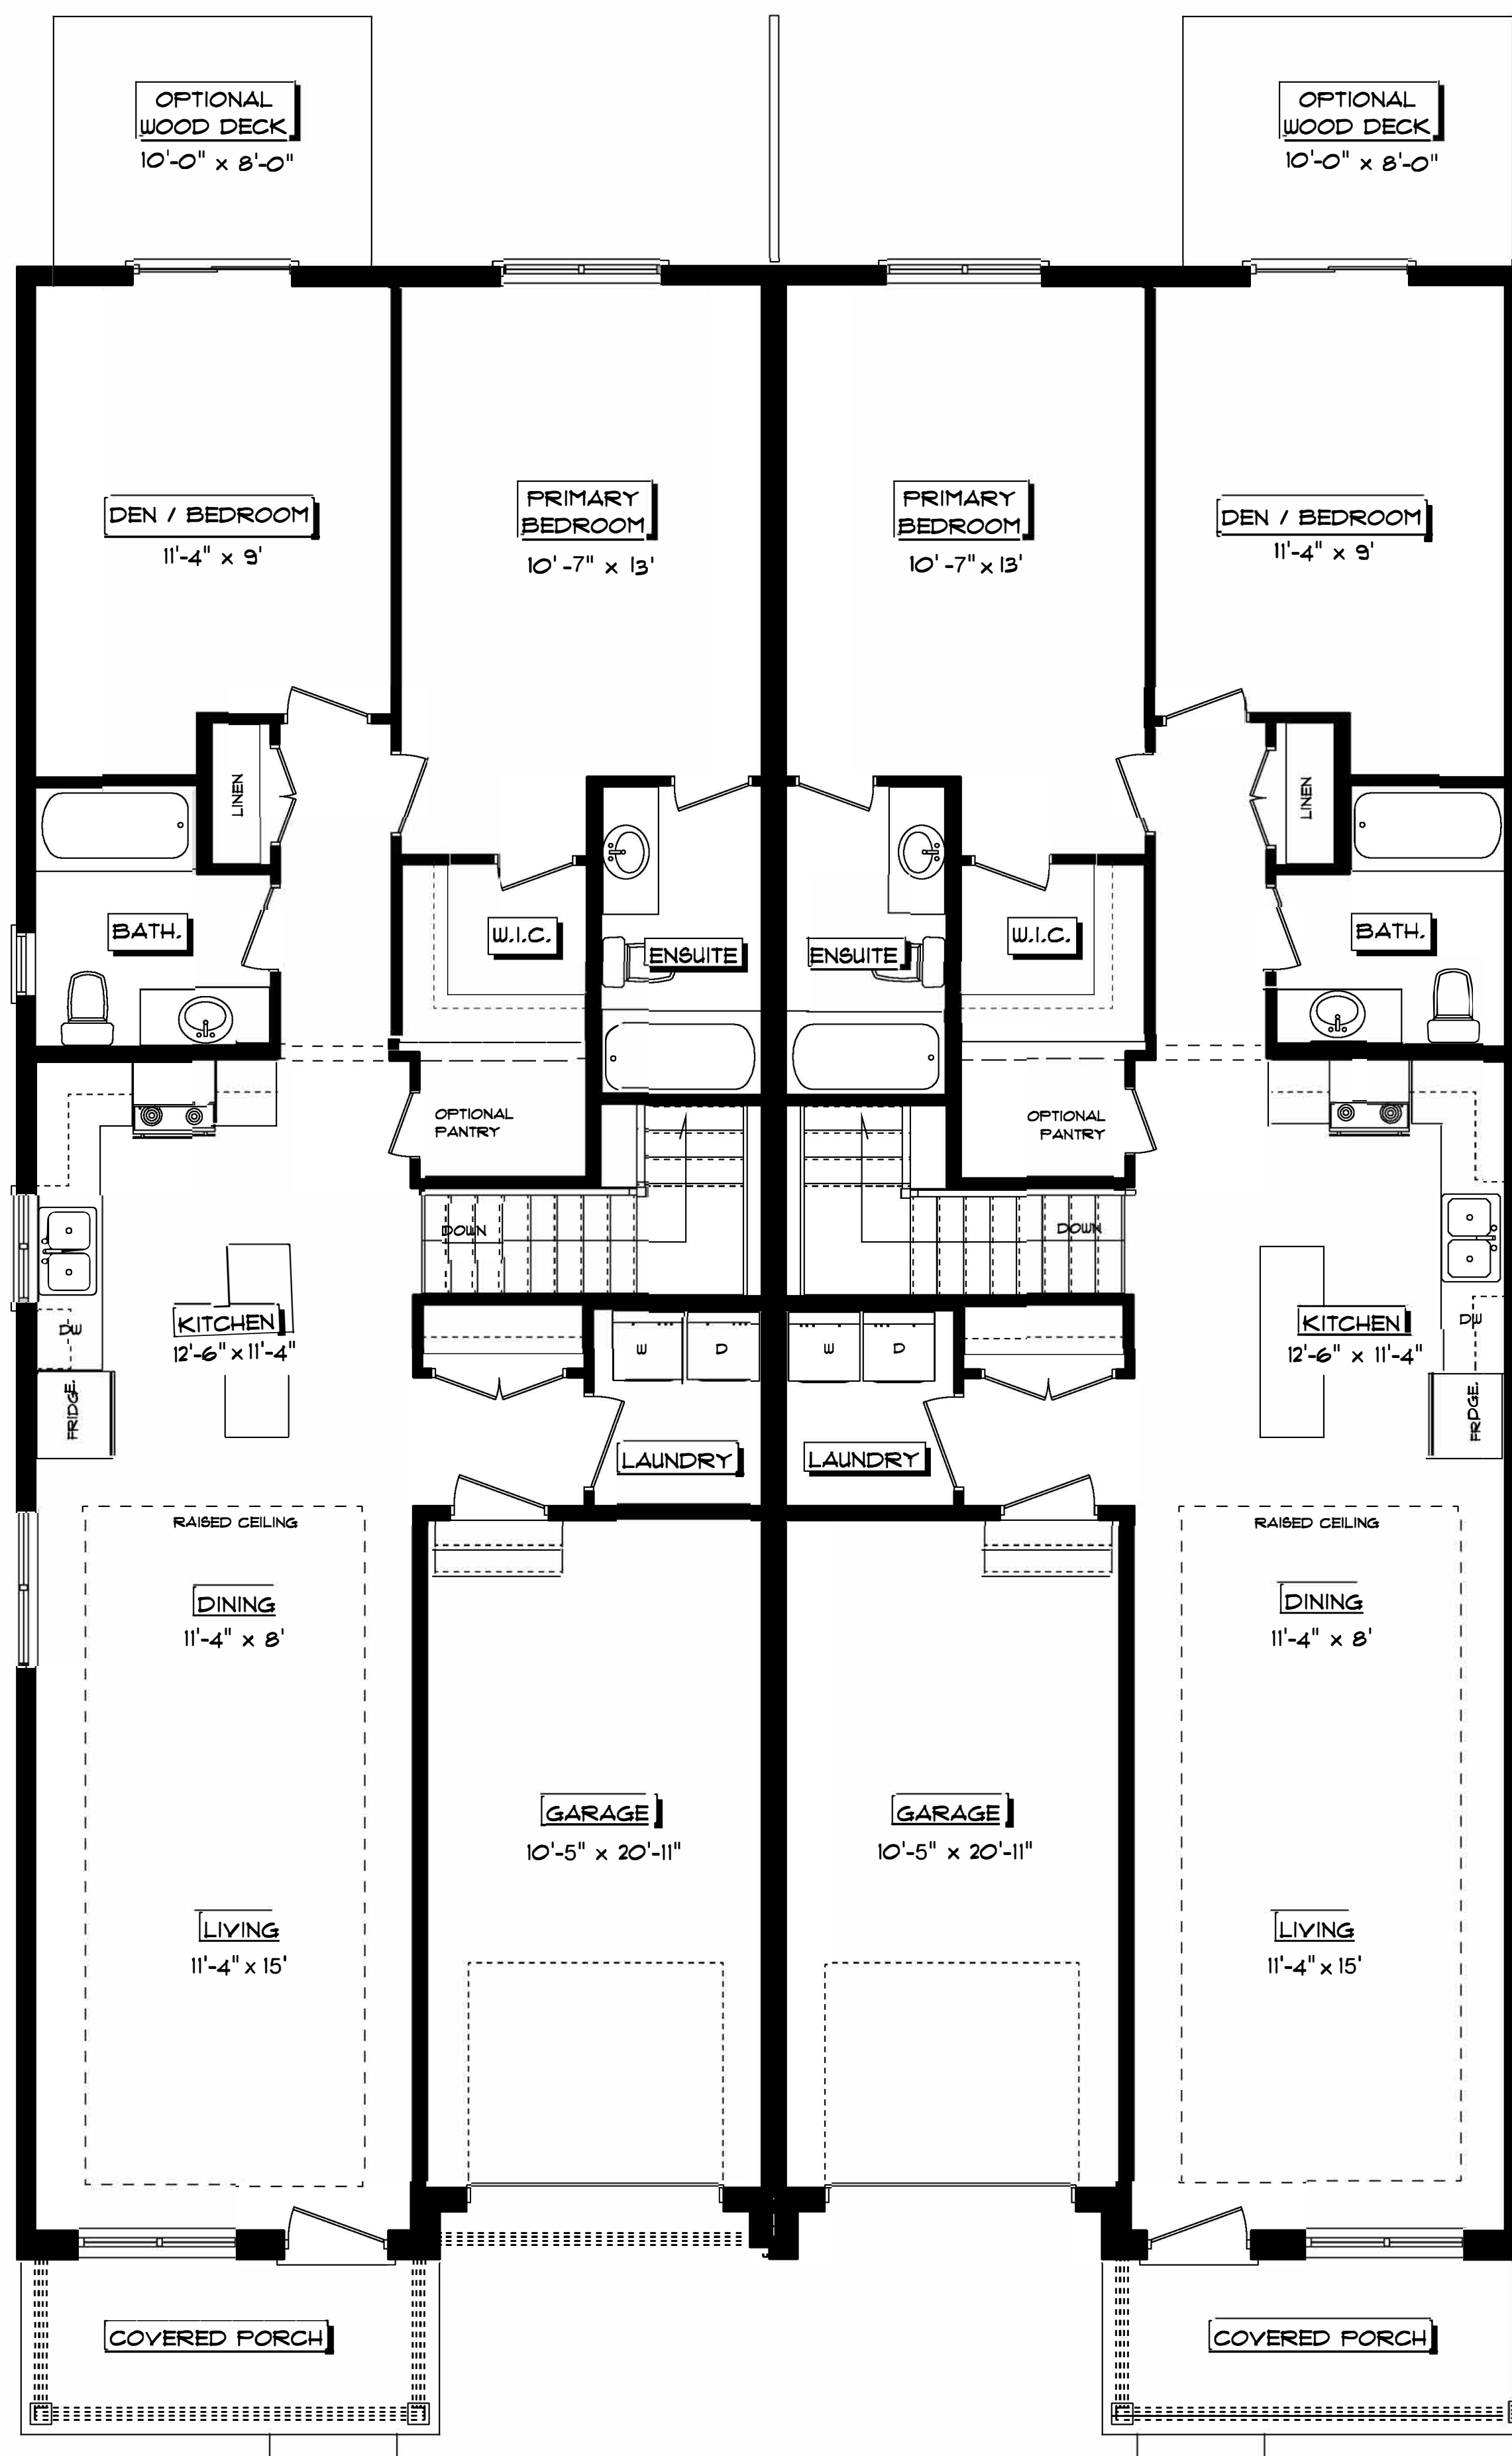 OPTIONAL
WOOD DECK
10'-0" x 8'-0"
OPTIONAL
WOOD DECK
10'-0" x 8'-0"
DEN / BEDROOM
11'-4" x 9'
PRIMARY
BEDROOM
10'-7" x 13'
PRIMARY
BEDROOM
10'-7" x 13'
DEN / BEDROOM
11'-4" x 9'
LINEN
LINEN
BATH.
W.I.C.
ENSUITE
ENSUITE
W.I.C.
BATH.
OPTIONAL
PANTRY
OPTIONAL
PANTRY
DOWN
DOWN
KITCHEN
12'-6" x 11'-4"
DW
FRIDGE.
W
D
W
D
KITCHEN
12'-6" x 11'-4"
DW
FRDGE.
LAUNDRY
LAUNDRY
RAISED CEILING
RAISED CEILING
DINING
11'-4" x 8'
DINING
11'-4" x 8'
GARAGE
10'-5" x 20'-11"
GARAGE
10'-5" x 20'-11"
LIVING
11'-4" x 15'
LIVING
11'-4" x 15'
COVERED PORCH
COVERED PORCH